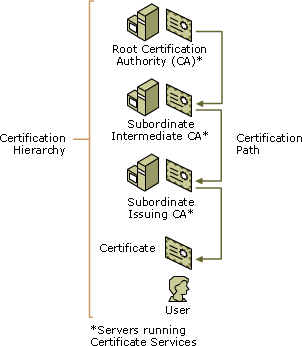 Root Certification
Authority (CA)*
Subordinate
Intermediate CA*
Certification
Hierarchy
Certification
Path
Subordinate
Issuing CA*
Certificate
User
*Servers running
Certificate Services